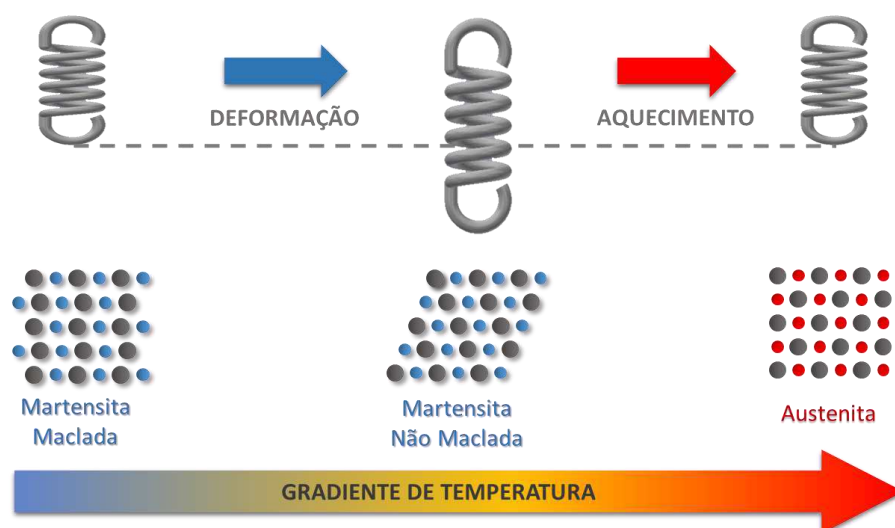 DEFORMAÇÃO
AQUECIMENTO
Martensita
Maclada
Martensita
Não Maclada
Austenita
GRADIENTE DE TEMPERATURA